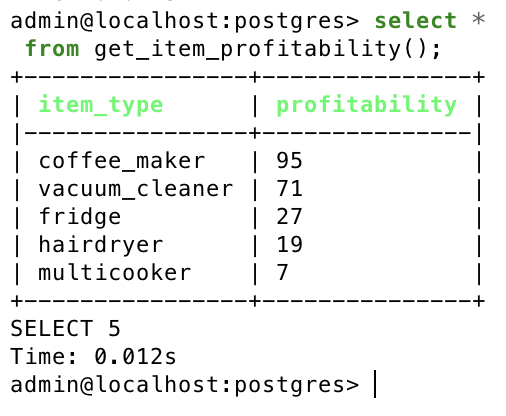 admin@localhost:postgres> select *
 from get_item_profitability();
+----------------+---------------+
| item_type      | profitability |
|----------------+---------------|
| coffee_maker   | 95            |
| vacuum_cleaner | 71            |
| fridge         | 27            |
| hairdryer      | 19            |
| multicooker    | 7             |
+----------------+---------------+
SELECT 5
Time: 0.012s
admin@localhost:postgres>